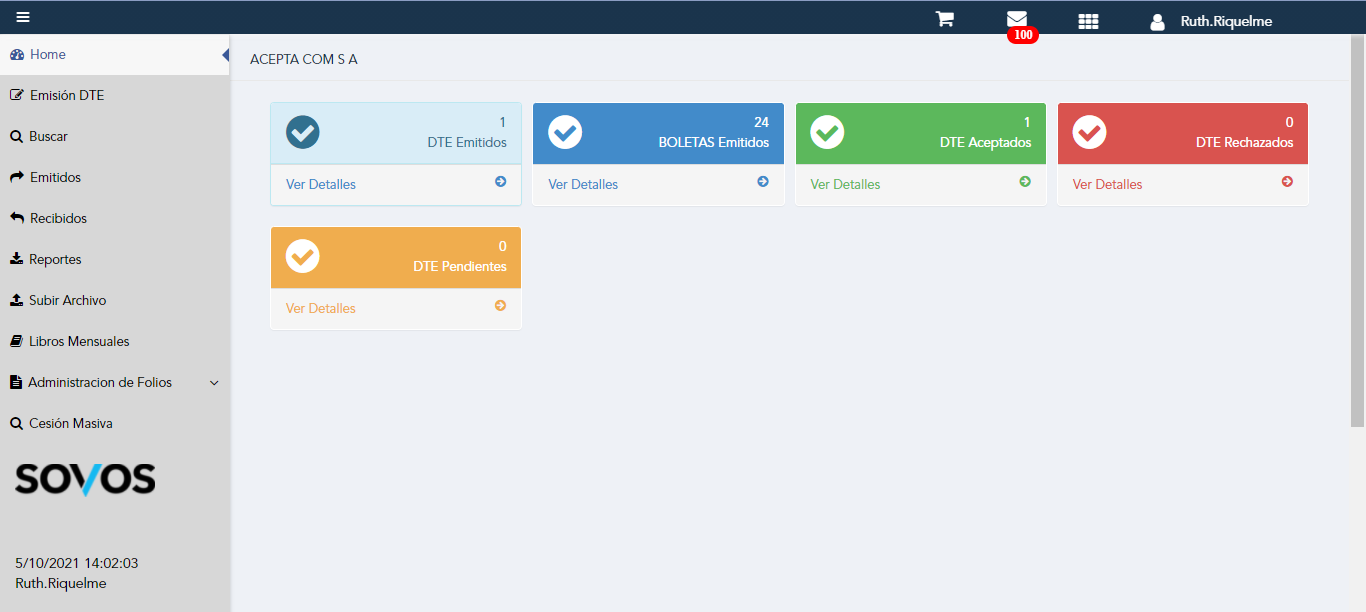 100
Ruth.Riquelme
Home
Emisión DTE
Buscar
Emitidos
Recibidos
Reportes
Subir Archivo
Libros Mensuales
Administracion de Folios
Cesión Masiva
SOVOS
5/10/2021 14:02:03
Ruth.Riquelme
ACEPTA COM S A
1
DTE Emitidos
Ver Detalles
24
BOLETAS Emitidos
Ver Detalles
1
DTE Aceptados
Ver Detalles
0
DTE Rechazados
Ver Detalles
0
DTE Pendientes
Ver Detalles